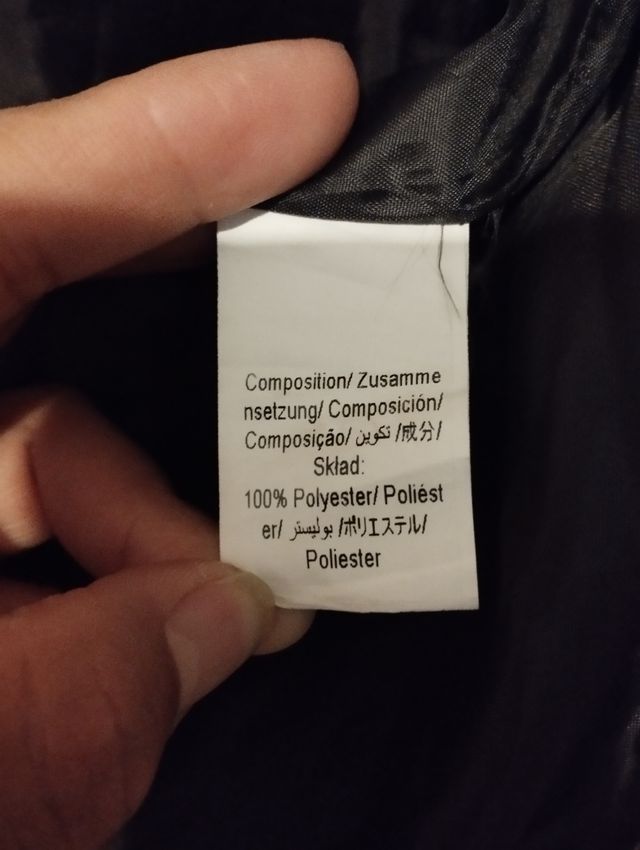 Composition/ Zusamme
nsetzung/ Composición/
Composição/ تكوين /成分/
Skład:
100% Polyester/ Poliést
er/ بوليستر /ポリエステル/
Poliester